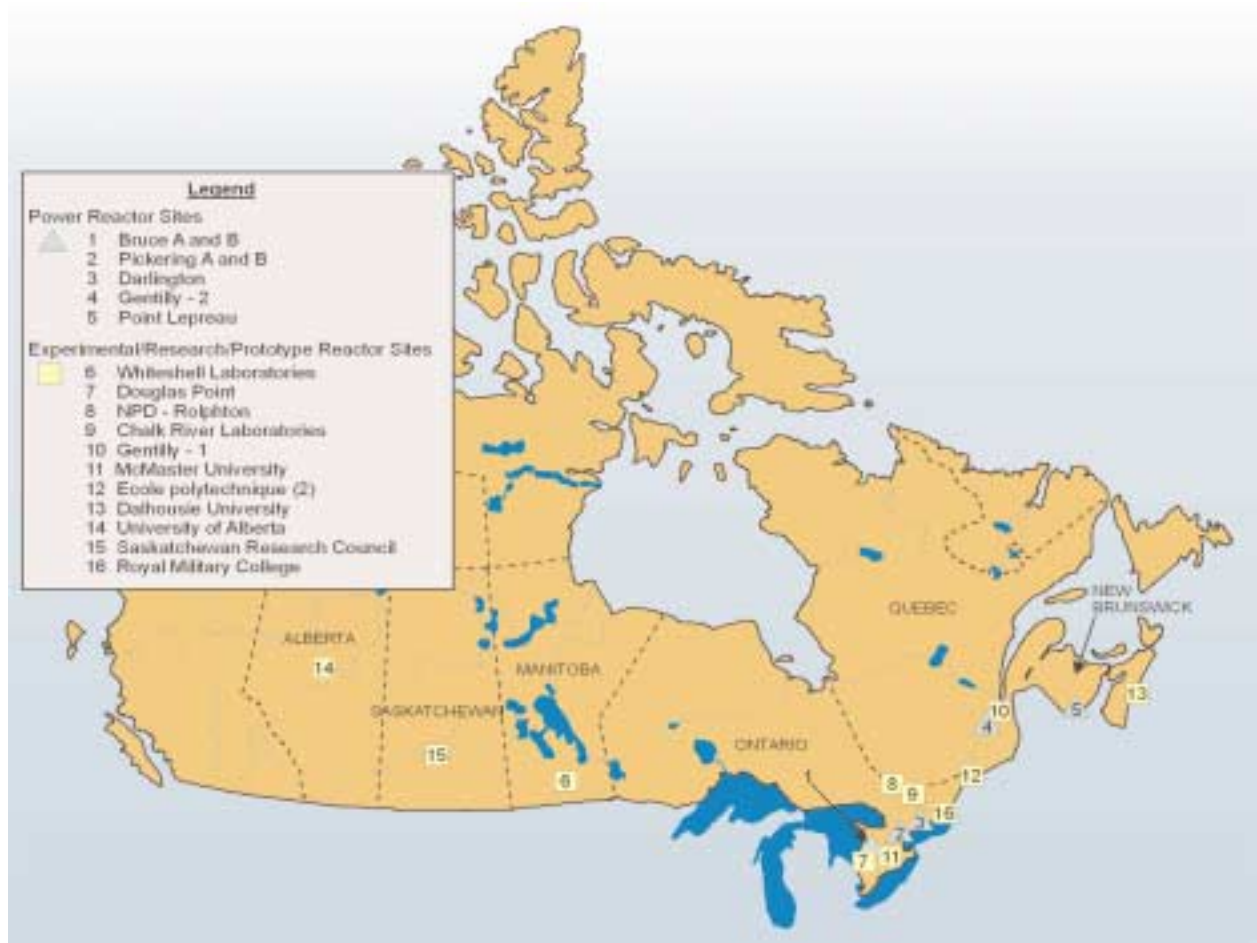 Legend
Power Reactor Sites
1 Bruce A and B
2 Pickering A and B
3 Darlington
4 Gentilly - 2
5 Point Lepreau
Experimental/Research/Prototype Reactor Sites
6 Whiteshell Laboratories
7 Douglas Point
8 NPD - Rolphton
9 Chalk River Laboratories
10 Gentilly - 1
11 McMaster University
12 Ecole polytechnique (2)
13 Dalhousie University
14 University of Alberta
15 Saskatchewan Research Council
16 Royal Military College
NEW
BRUNSWICK
QUEBEC
ALBERTA
14
MANITOBA
13
SASKATCHEWAN
10
5
4
ONTARIO
15
6
1
12
8
9
16
3
2
7
11